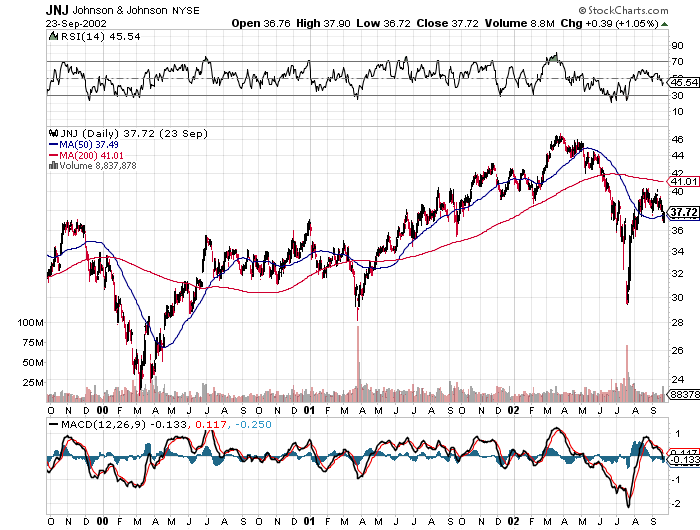 JNJ Johnson & Johnson NYSE
© StockCharts.com
23-Sep-2002
Open 36.76 High 37.90 Low 36.72 Close 37.72 Volume 8.8M Chg +0.39 (+1.05%)
RSI(14) 45.54
90
70
50
30
10
45.54
JNJ (Daily) 37.72 (23 Sep)
MA(50) 37.49
MA(200) 41.01
Volume 8,837,878
46
44
42
41.01
40
37.72
36
34
32
30
28
26
24
100M
75M
50M
25M
88378
O N D 00 F M A M J J A S O N D 01 F M A M J J A S O N D 02 F M A M J J A S
MACD(12,26,9) -0.133, 0.117, -0.250
1
0.117
-0.133
-1
-2
O N D 00 F M A M J J A S O N D 01 F M A M J J A S O N D 02 F M A M J J A S